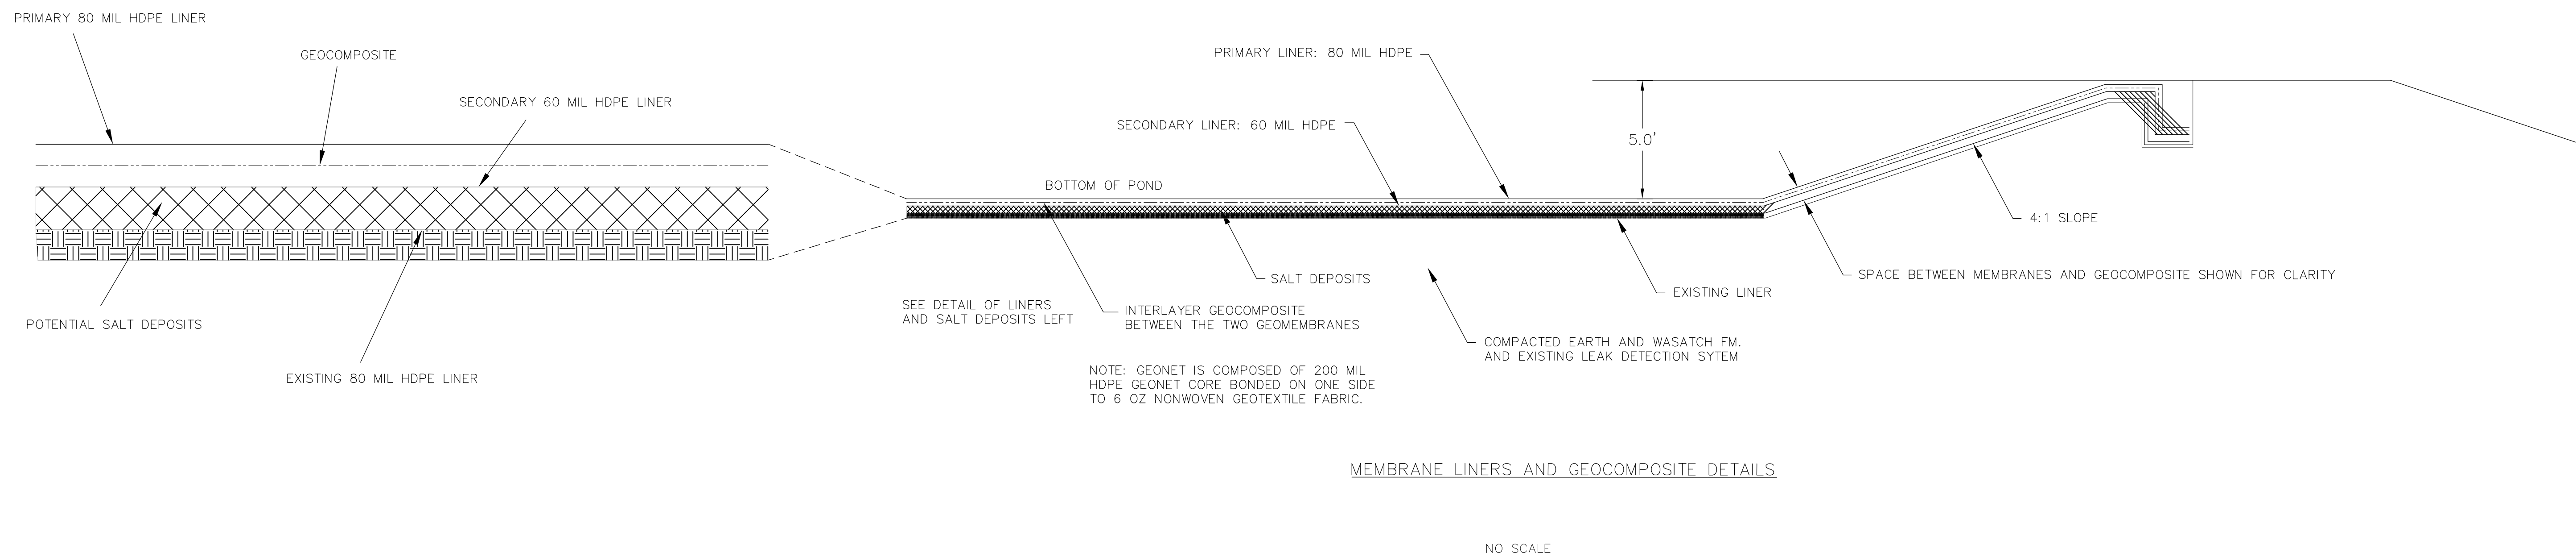 PRIMARY 80 MIL HDPE LINER
GEOCOMPOSITE
SECONDARY 60 MIL HDPE LINER
POTENTIAL SALT DEPOSITS
EXISTING 80 MIL HDPE LINER
PRIMARY LINER: 80 MIL HDPE
SECONDARY LINER: 60 MIL HDPE
BOTTOM OF POND
5.0'
4:1 SLOPE
SPACE BETWEEN MEMBRANES AND GEOCOMPOSITE SHOWN FOR CLARITY
SALT DEPOSITS
EXISTING LINER
SEE DETAIL OF LINERS
AND SALT DEPOSITS LEFT
INTERLAYER GEOCOMPOSITE
BETWEEN THE TWO GEOMEMBRANES
COMPACTED EARTH AND WASATCH FM.
AND EXISTING LEAK DETECTION SYTEM
NOTE: GEONET IS COMPOSED OF 200 MIL
HDPE GEONET CORE BONDED ON ONE SIDE
TO 6 OZ NONWOVEN GEOTEXTILE FABRIC.
MEMBRANE LINERS AND GEOCOMPOSITE DETAILS
NO SCALE